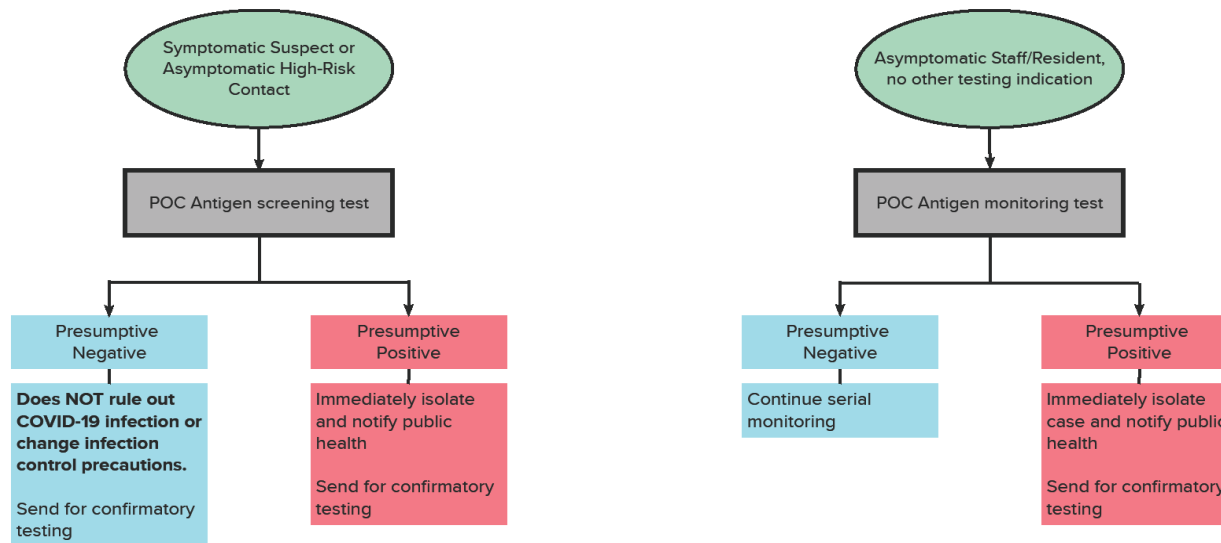 Symptomatic Suspect or
Asymptomatic High-Risk
Contact
POC Antigen screening test
Presumptive
Negative
Does NOT rule out
COVID-19 infection or
change infection
control precautions.
Send for confirmatory
testing
Presumptive
Positive
Immediately isolate
and notify public
health
Send for confirmatory
testing
Asymptomatic Staff/Resident,
no other testing indication
POC Antigen monitoring test
Presumptive
Negative
Continue serial
monitoring
Presumptive
Positive
Immediately isolate
case and notify public
health
Send for confirmatory
testing